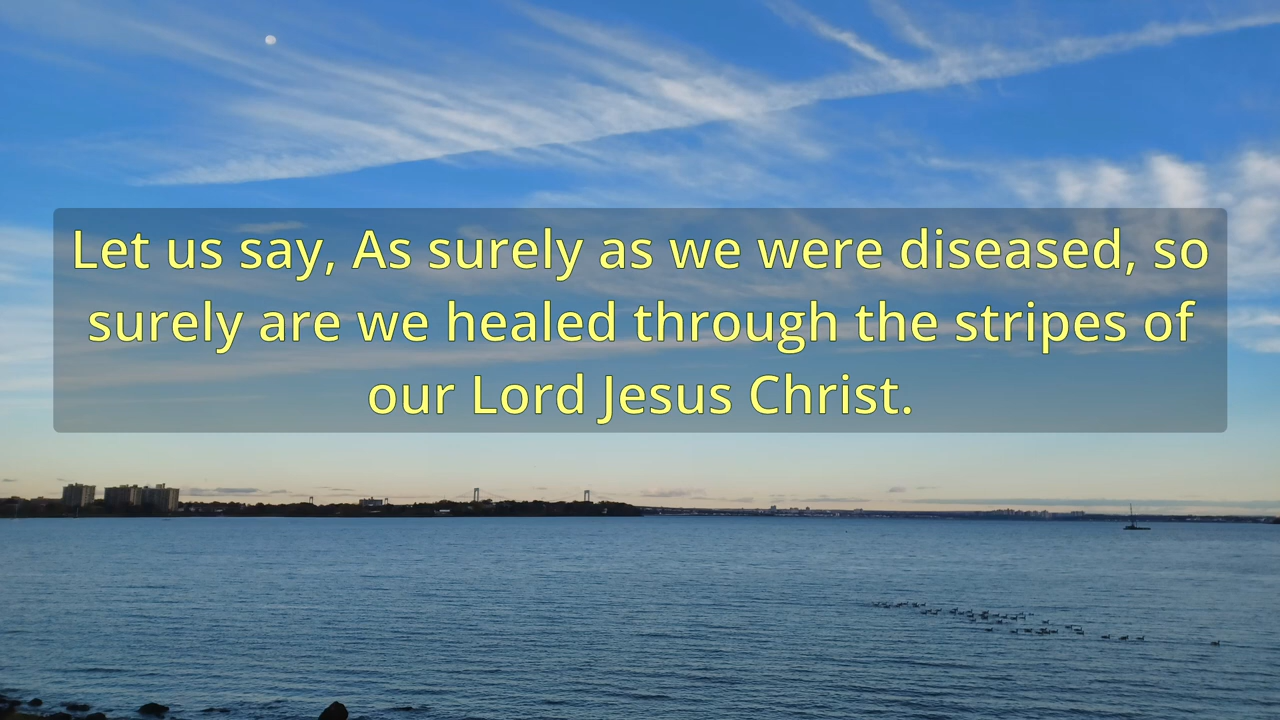 Let us say, As surely as we were diseased, so
surely are we healed through the stripes of
our Lord Jesus Christ.